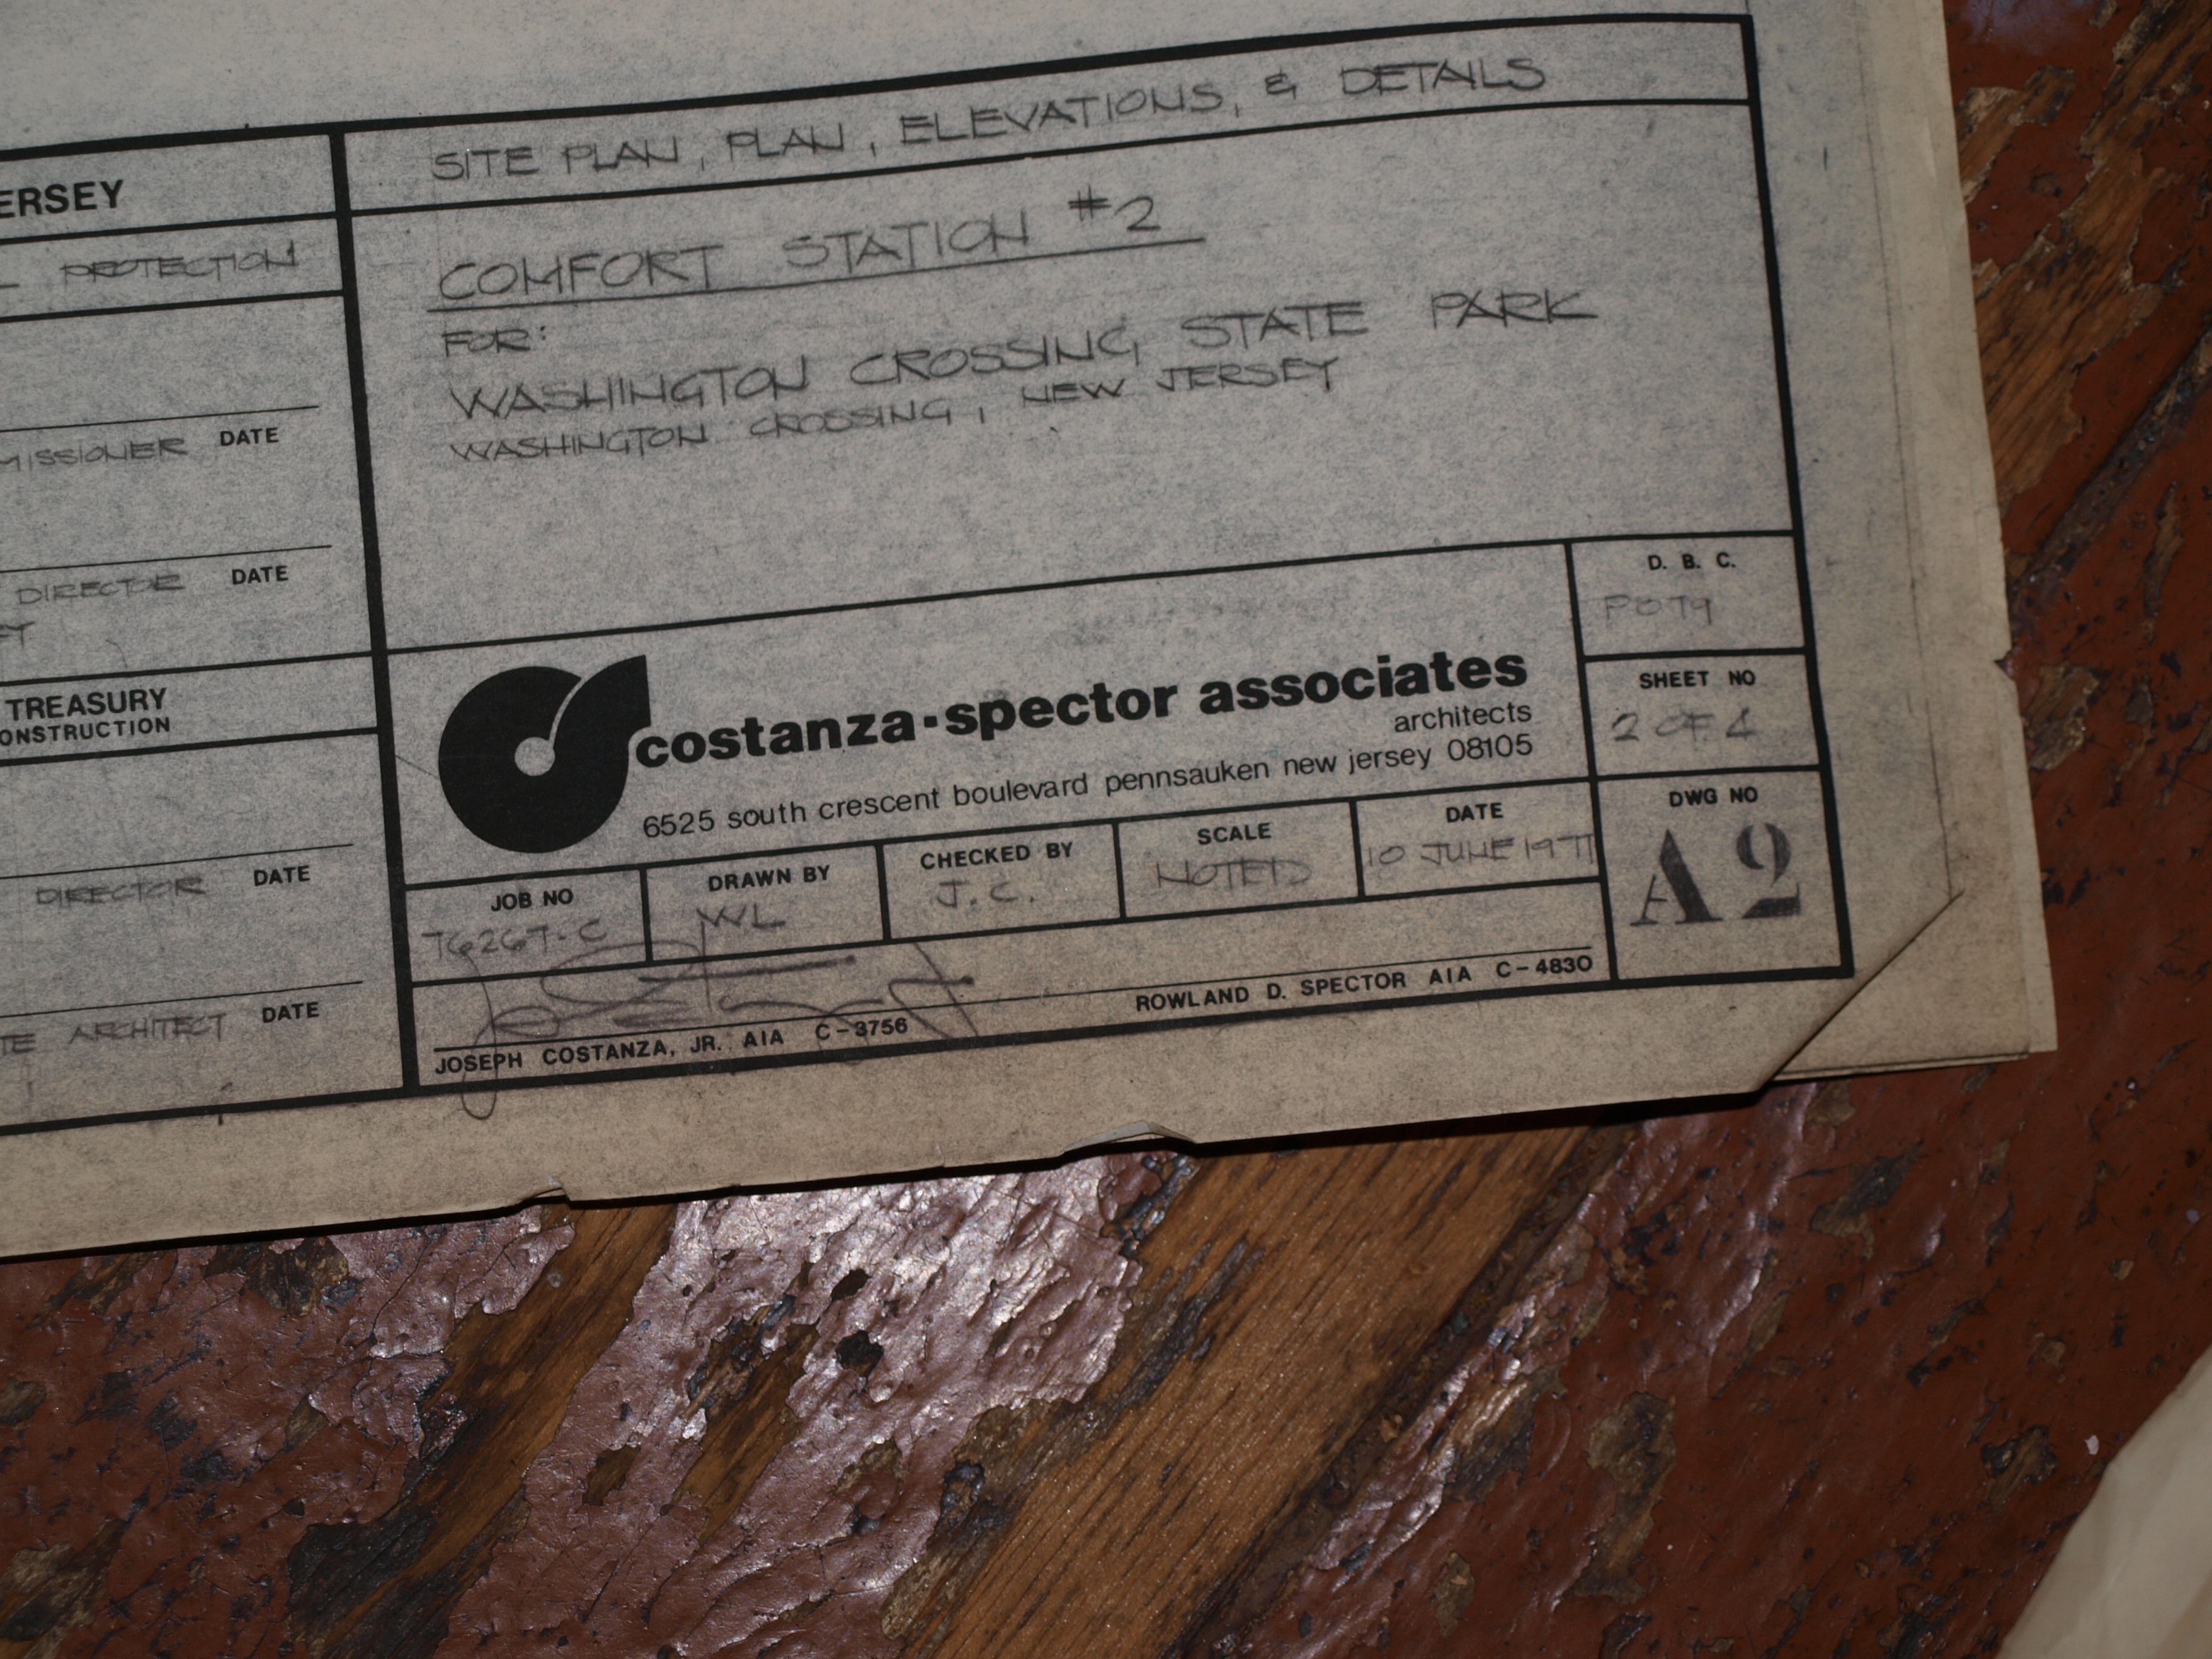 ERSEY
PROTECTION
MISSIONER DATE
DIRECTOR DATE
TREASURY
ONSTRUCTION
DIRECTOR DATE
TE ARCHITECT DATE
SITE PLAN, PLAN, ELEVATIONS, & DETAILS
COMFORT STATION #2
FOR:
WASHINGTON CROSSING STATE PARK
WASHINGTON CROSSING, NEW JERSEY
costanza·spector associates
architects
6525 south crescent boulevard pennsauken new jersey 08105
D. B. C.
P079
SHEET NO
2 OF 4
DWG NO
A2
JOB NO
76267-C
DRAWN BY
WL
CHECKED BY
J.C.
SCALE
NOTED
DATE
10 JUNE 1977
JOSEPH COSTANZA, JR. AIA C-3756
ROWLAND D. SPECTOR AIA C-4830